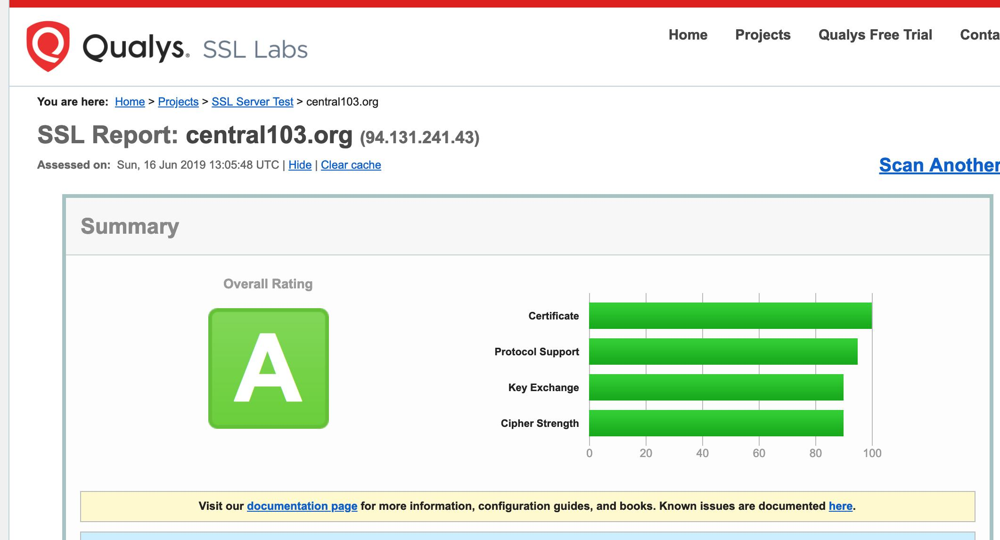 Qualys® SSL Labs
Home Projects Qualys Free Trial Conta
You are here: Home > Projects > SSL Server Test > central103.org
SSL Report: central103.org (94.131.241.43)
Assessed on: Sun, 16 Jun 2019 13:05:48 UTC | Hide | Clear cache
Scan Another
Summary
Overall Rating
A
Certificate
Protocol Support
Key Exchange
Cipher Strength
0 20 40 60 80 100
Visit our documentation page for more information, configuration guides, and books. Known issues are documented here.